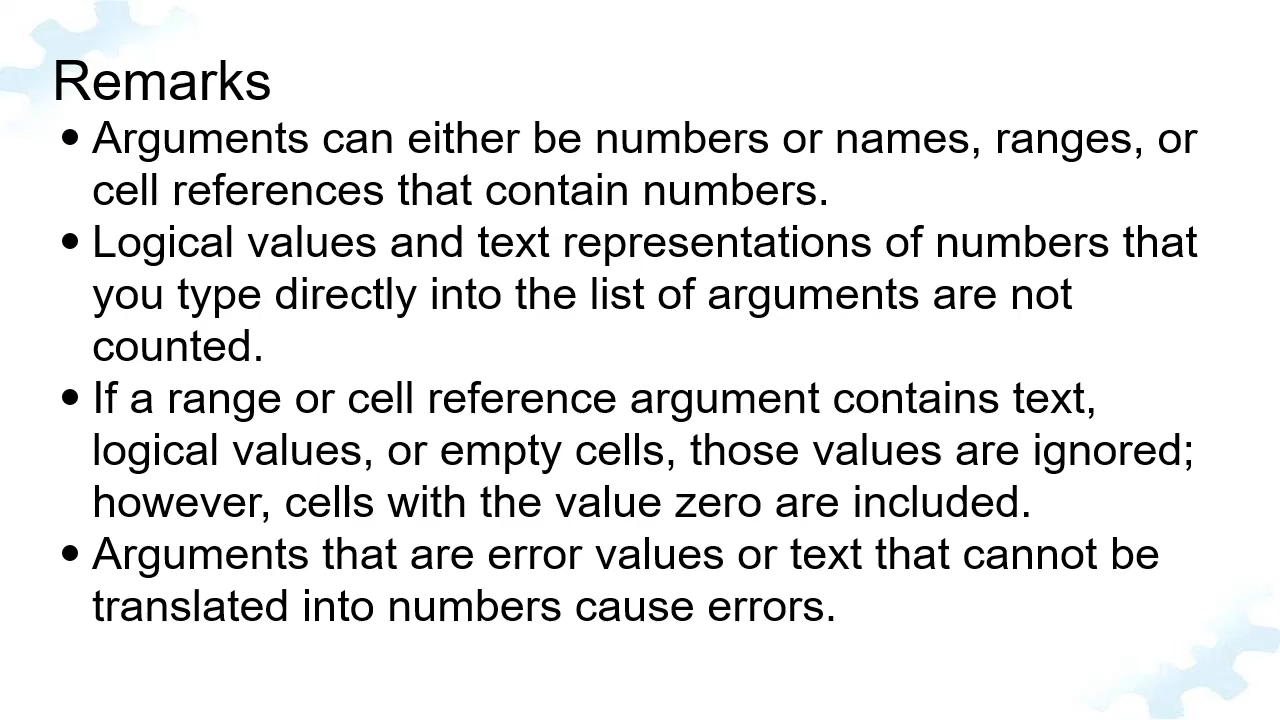 Remarks
• Arguments can either be numbers or names, ranges, or
cell references that contain numbers.
• Logical values and text representations of numbers that
you type directly into the list of arguments are not
counted.
• If a range or cell reference argument contains text,
logical values, or empty cells, those values are ignored;
however, cells with the value zero are included.
• Arguments that are error values or text that cannot be
translated into numbers cause errors.